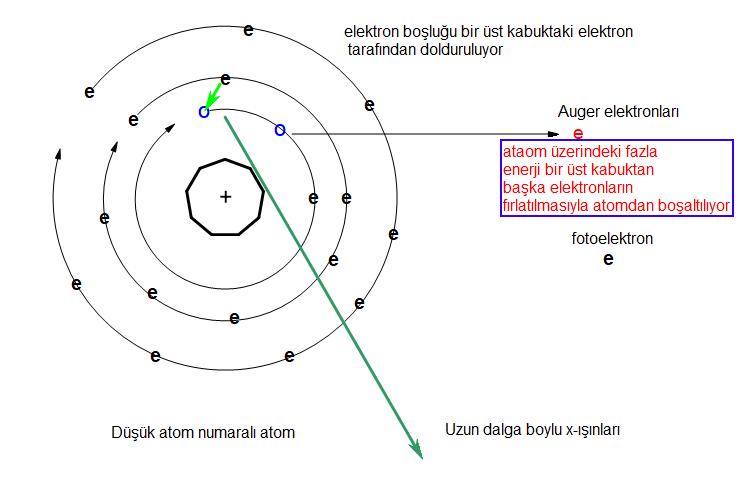 elektron boşluğu bir üst kabuktaki elektron
tarafından dolduruluyor
e
e
e
e
e
o
o
Auger elektronları
e
ataom üzerindeki fazla
enerji bir üst kabuktan
başka elektronların
fırlatılmasıyla atomdan boşaltılıyor
+
e
e
e
e
fotoelektron
e
e
e
e
e
e
e
e
Düşük atom numaralı atom
Uzun dalga boylu x-ışınları